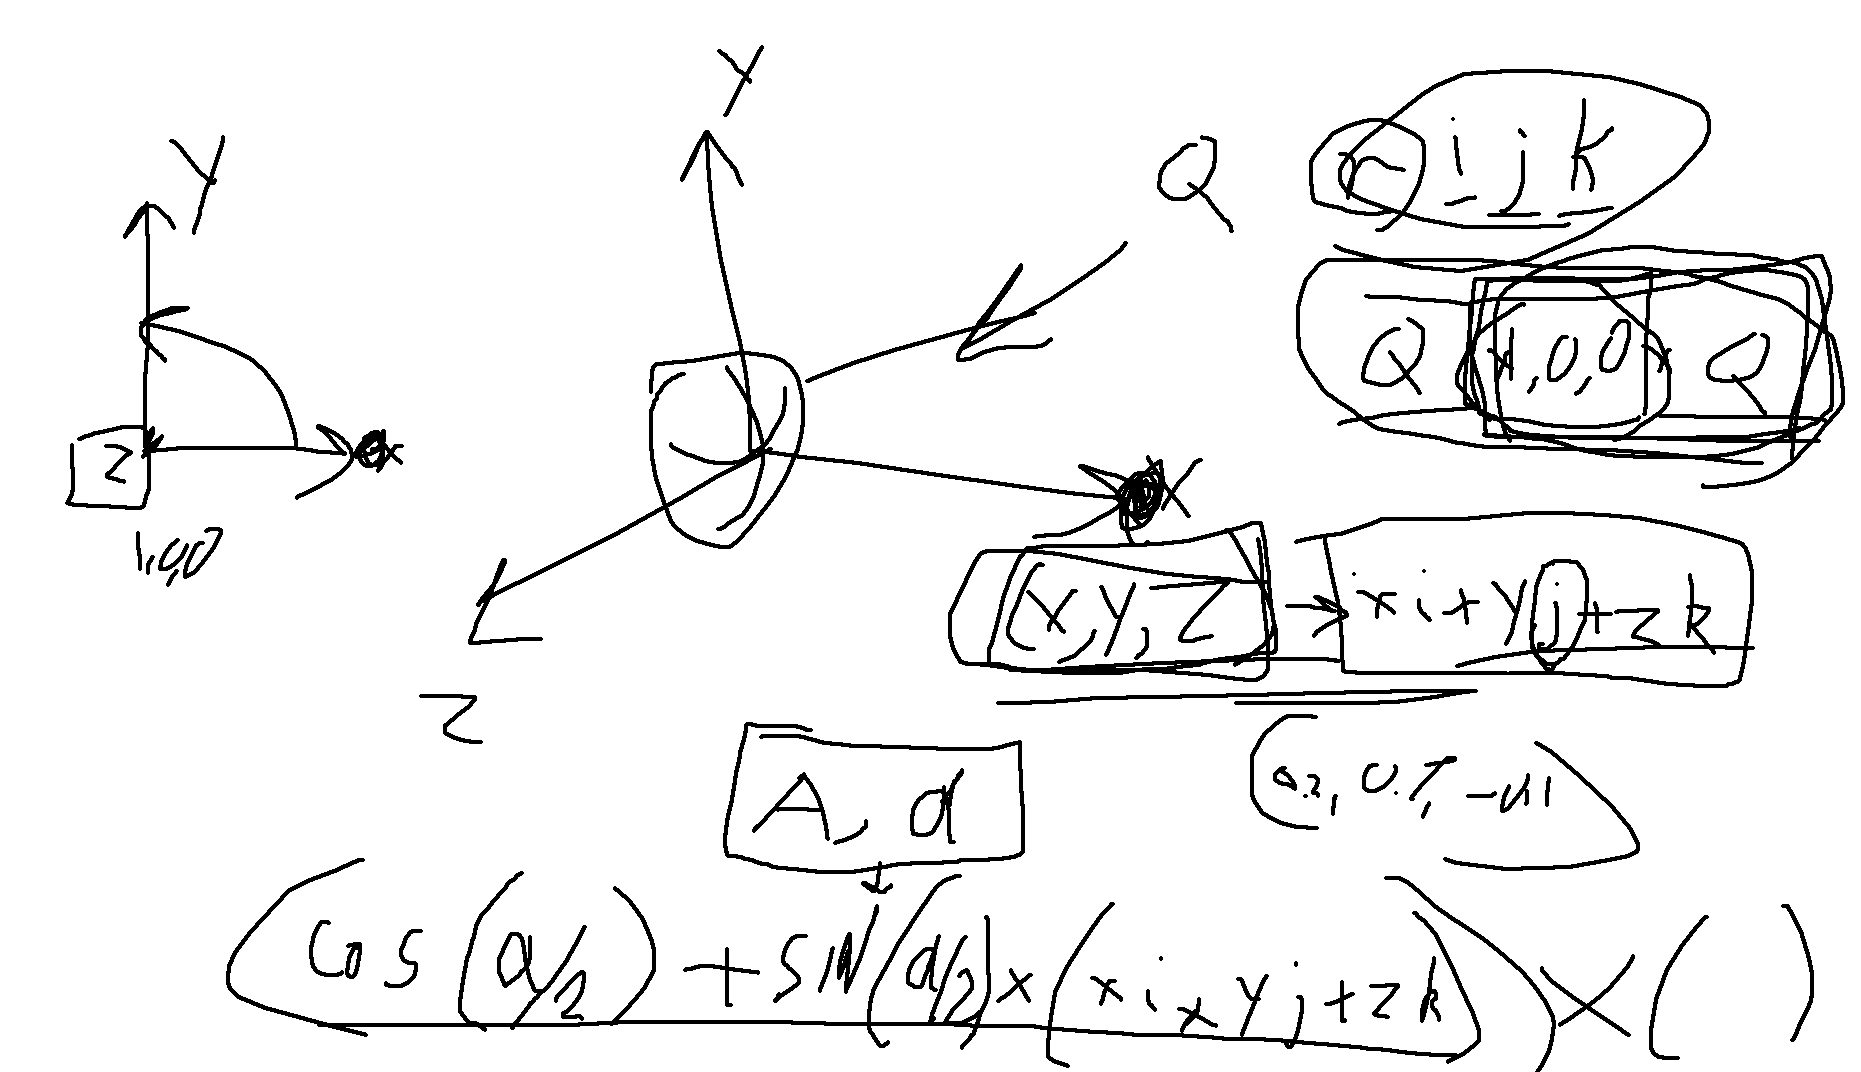 Y
Y
Q r i j k
Q x 1,0,0 x Q
z x
x
1,0,0
(x,y,z → xi+yj+zk
z
A, α
(0.2, 0.7, -0.1)
(cos(α/2) + SIN(α/2)x(xi x yj+zk)) x ( )